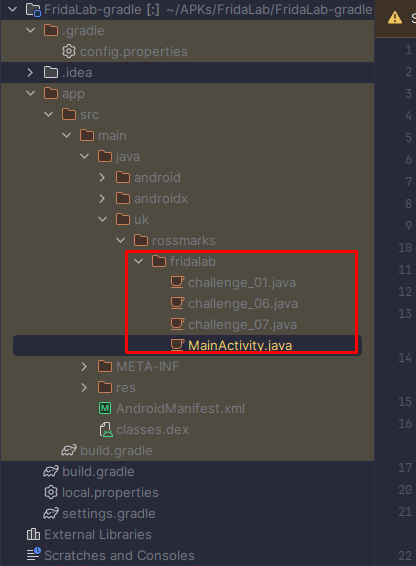 FridaLab-gradle [:] ~/APKs/FridaLab/FridaLab-gradle
.gradle
config.properties
.idea
app
src
main
java
android
androidx
uk
rossmarks
fridalab
challenge_01.java
challenge_06.java
challenge_07.java
MainActivity.java
META-INF
res
AndroidManifest.xml
classes.dex
build.gradle
build.gradle
local.properties
settings.gradle
External Libraries
Scratches and Consoles
S
1
2
3
4
5
6
7
8
9
10
11
12
13
14
15
16
17
20
21
22